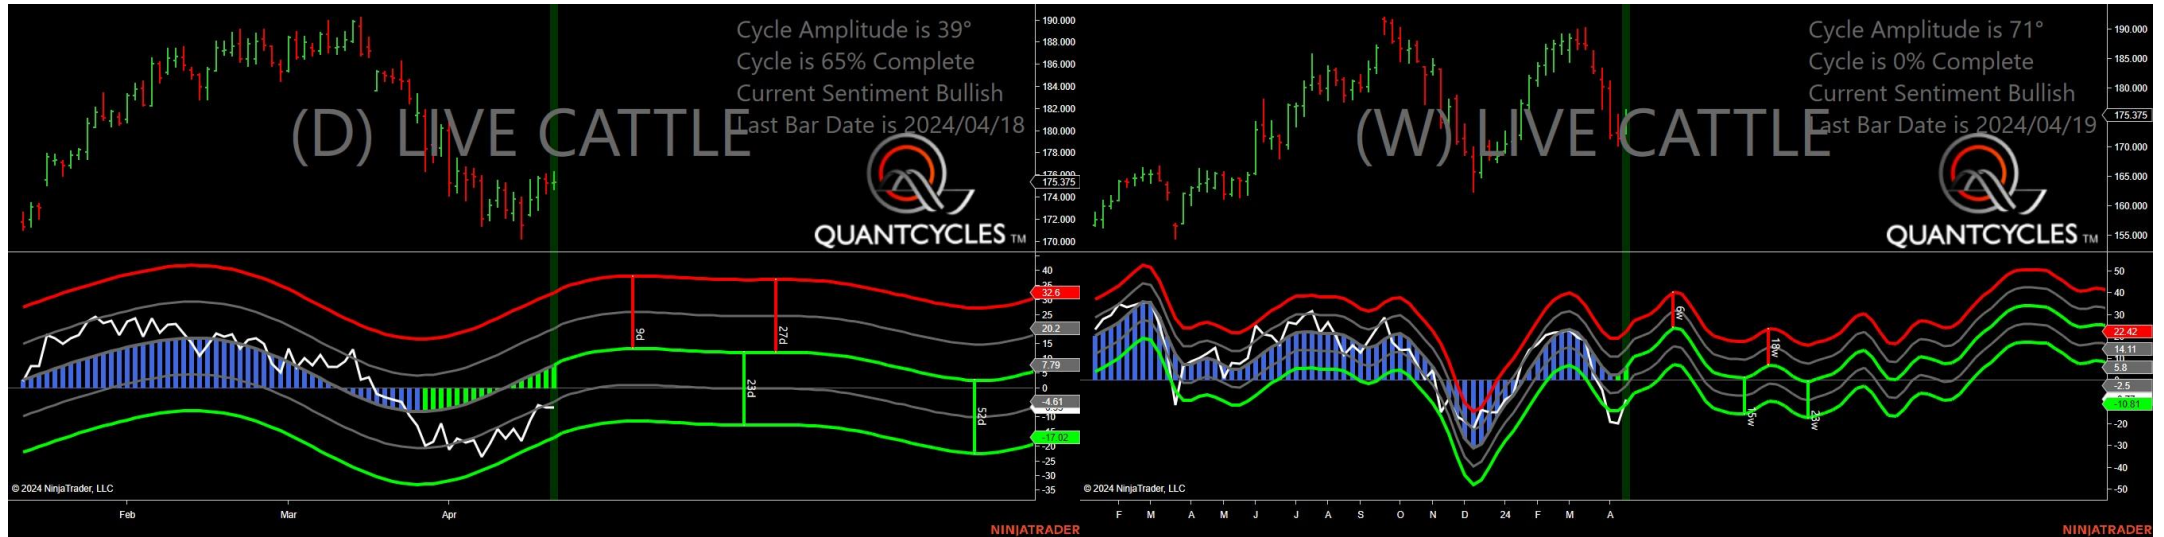 Cycle Amplitude is 39°
Cycle is 65% Complete
Current Sentiment Bullish
Last Bar Date is 2024/04/18
(D) LIVE CATTLE
QUANTCYCLES TM
190.000
188.000
186.000
184.000
182.000
180.000
178.000
175.375
174.000
172.000
170.000
40
35
32.6
25
20.2
15
10
7.79
5
0
-4.61
-10
-17.02
-20
-25
-30
-35
9d
27d
23d
52d
© 2024 NinjaTrader, LLC
Feb Mar Apr
NINJATRADER
Cycle Amplitude is 71°
Cycle is 0% Complete
Current Sentiment Bullish
Last Bar Date is 2024/04/19
(W) LIVE CATTLE
QUANTCYCLES TM
190.000
185.000
180.000
175.375
170.000
165.000
160.000
155.000
50
40
30
22.42
14.11
10
5.8
-2.5
-10.81
-20
-30
-40
-50
6w
18w
15w
23w
© 2024 NinjaTrader, LLC
F M A M J J A S O N D 24 F M A
NINJATRADER